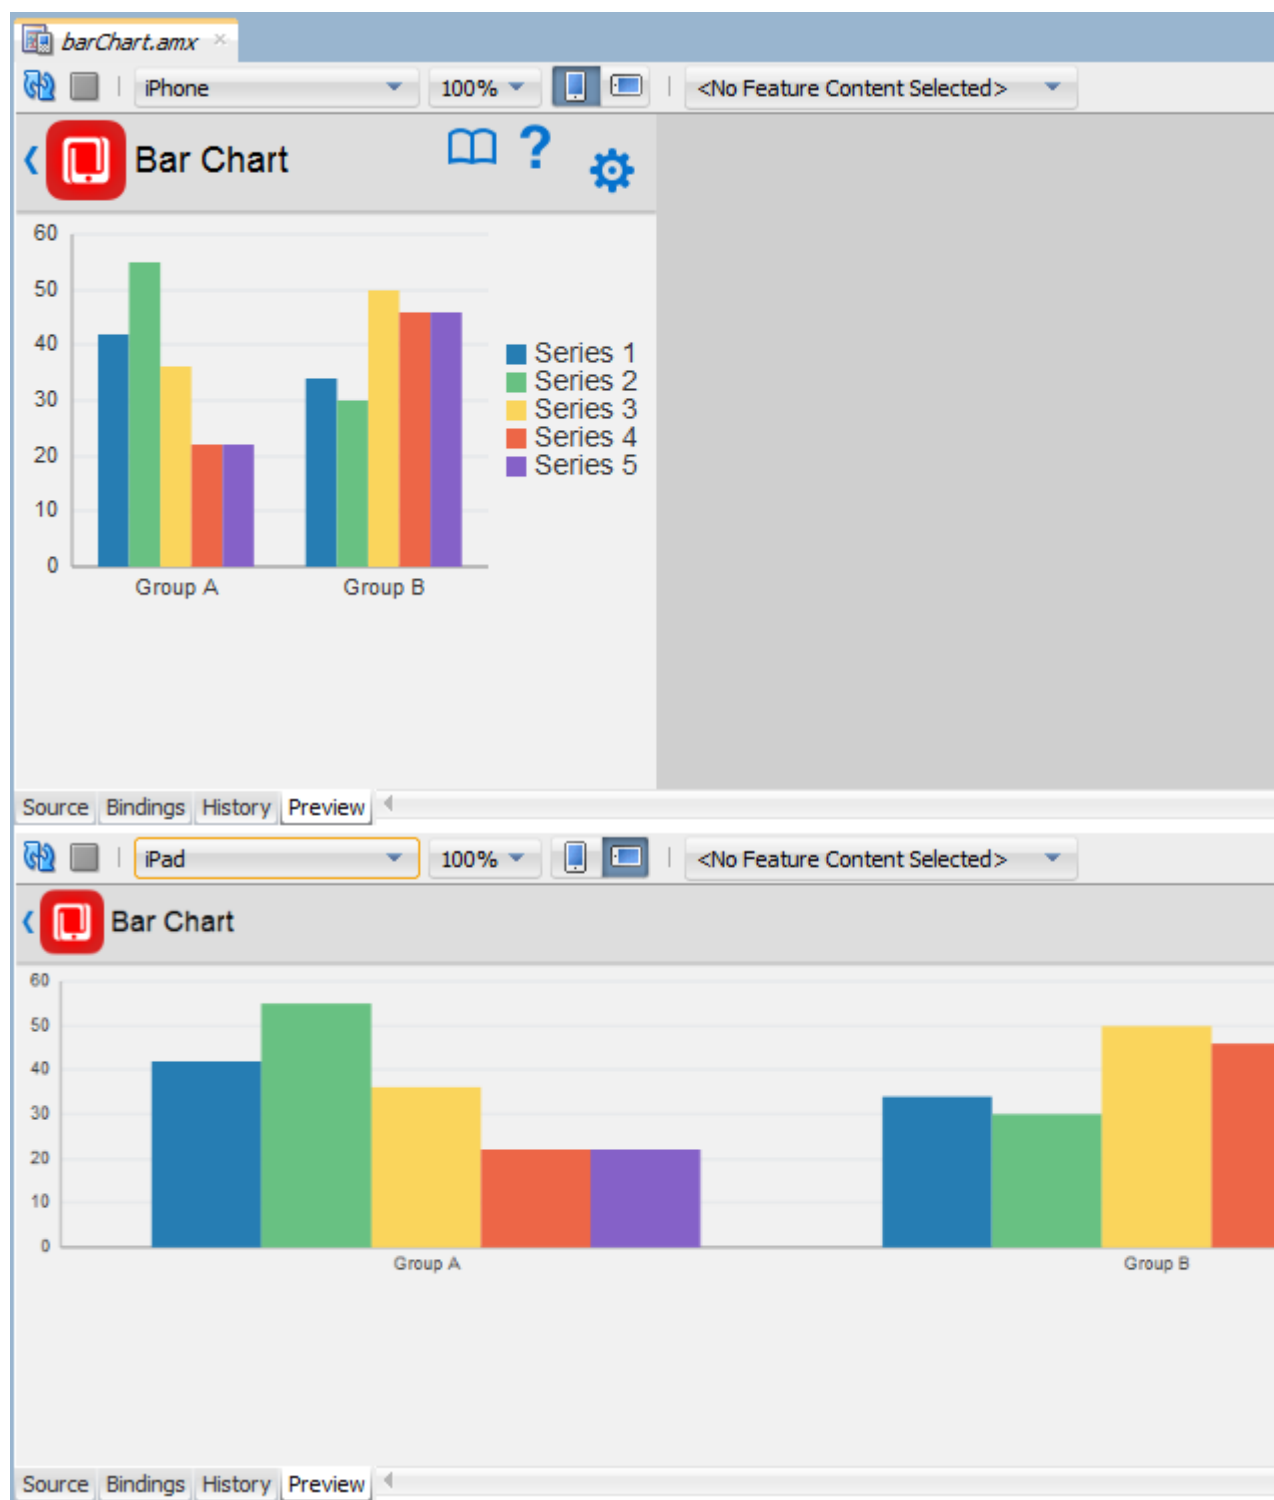 barChart.amx
iPhone 100% <No Feature Content Selected>
Bar Chart ?
60
50
40
30
20
10
0
Group A Group B
Series 1
Series 2
Series 3
Series 4
Series 5
Source Bindings History Preview
iPad 100% <No Feature Content Selected>
Bar Chart
60
50
40
30
20
10
0
Group A Group B
Source Bindings History Preview